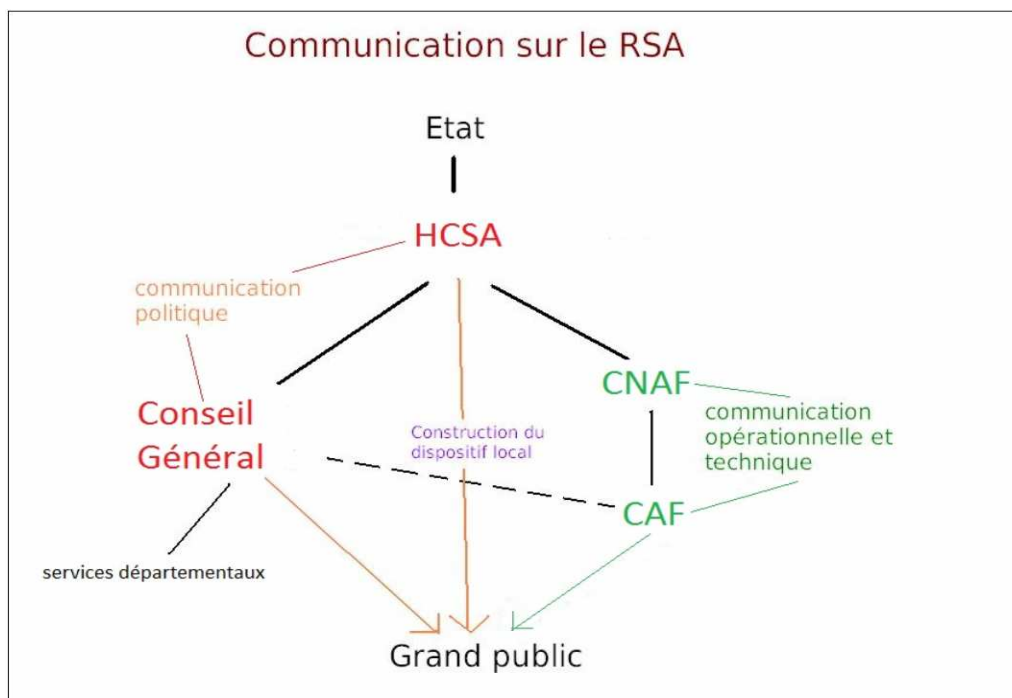 Communication sur le RSA
Etat
HCSA
communication
politique
CNAF
Conseil
Général
communication
opérationnelle et
technique
Construction du
dispositif local
CAF
services départementaux
Grand public